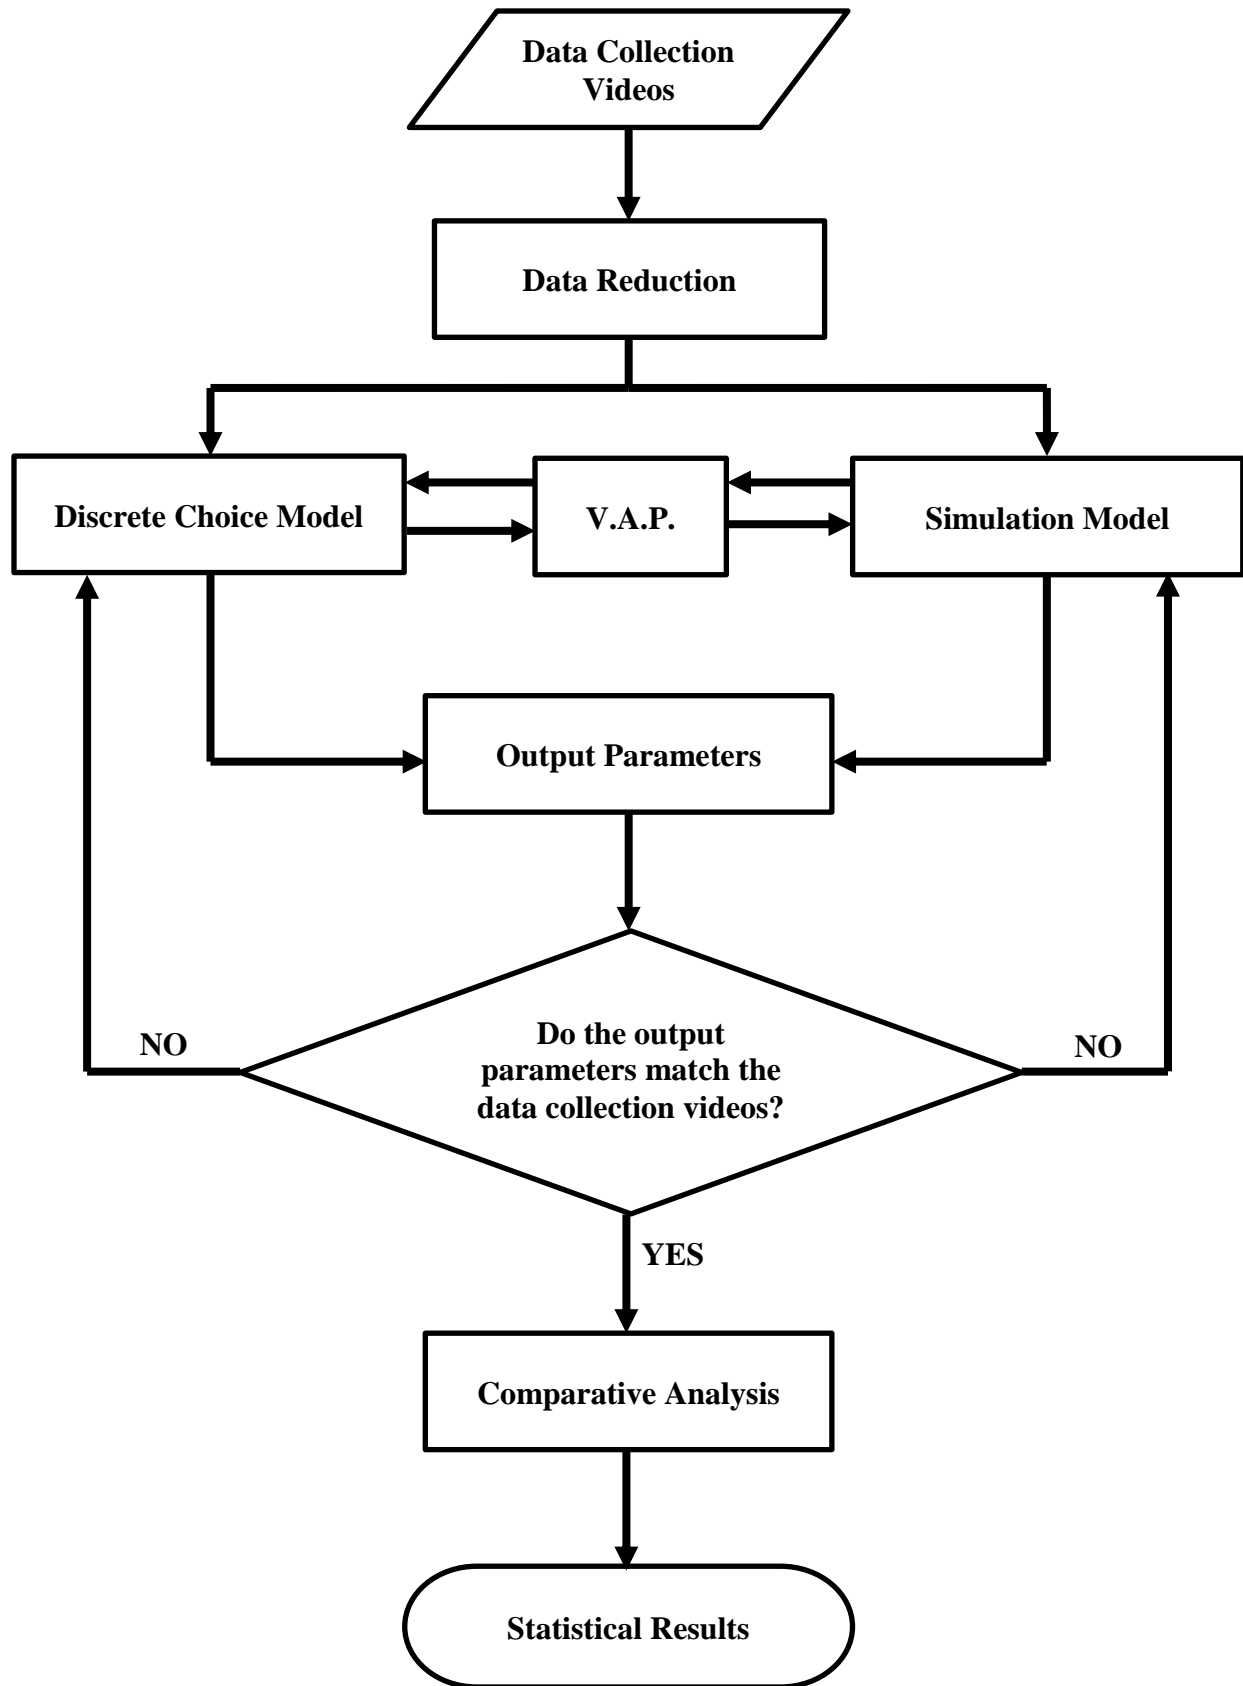 Data Collection
Videos
Data Reduction
Discrete Choice Model
V.A.P.
Simulation Model
Output Parameters
Do the output
parameters match the
data collection videos?
NO
NO
YES
Comparative Analysis
Statistical Results